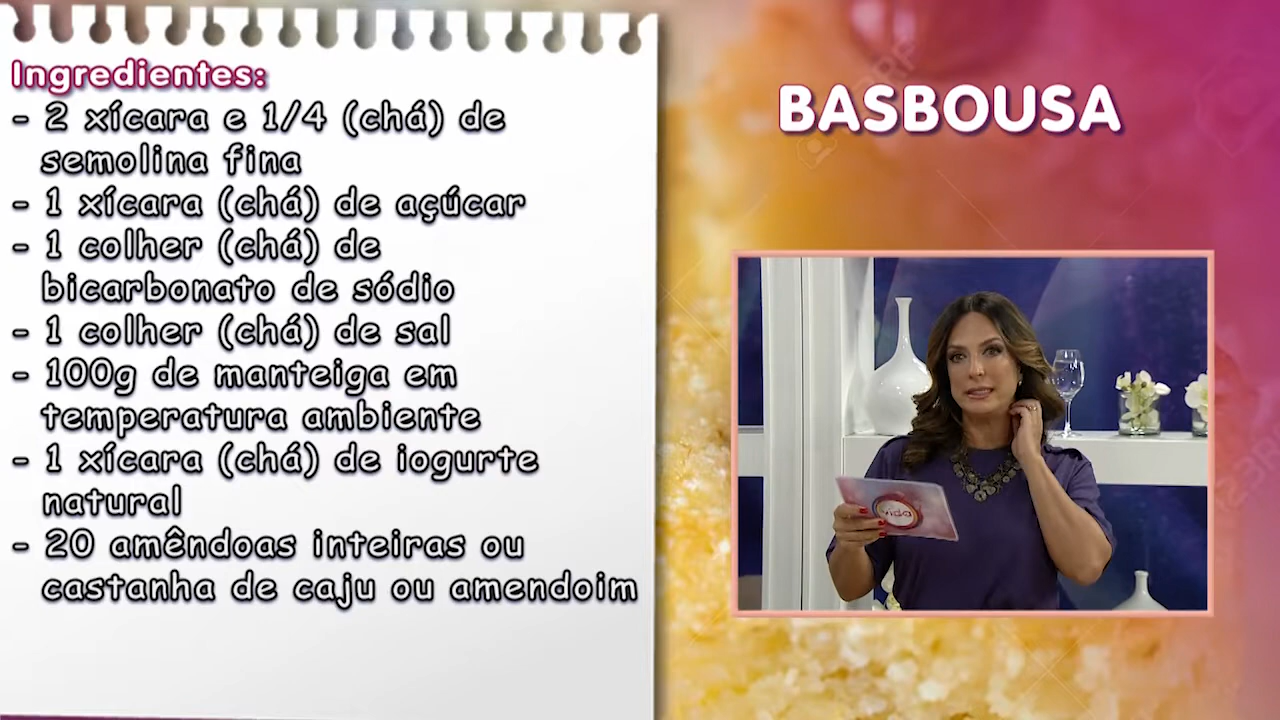 Ingredientes:
- 2 xícara e 1/4 (chá) de
semolina fina
- 1 xícara (chá) de açúcar
- 1 colher (chá) de
bicarbonato de sódio
- 1 colher (chá) de sal
- 100g de manteiga em
temperatura ambiente
- 1 xícara (chá) de iogurte
natural
- 20 amêndoas inteiras ou
castanha de caju ou amendoim
BASBOUSA
vida